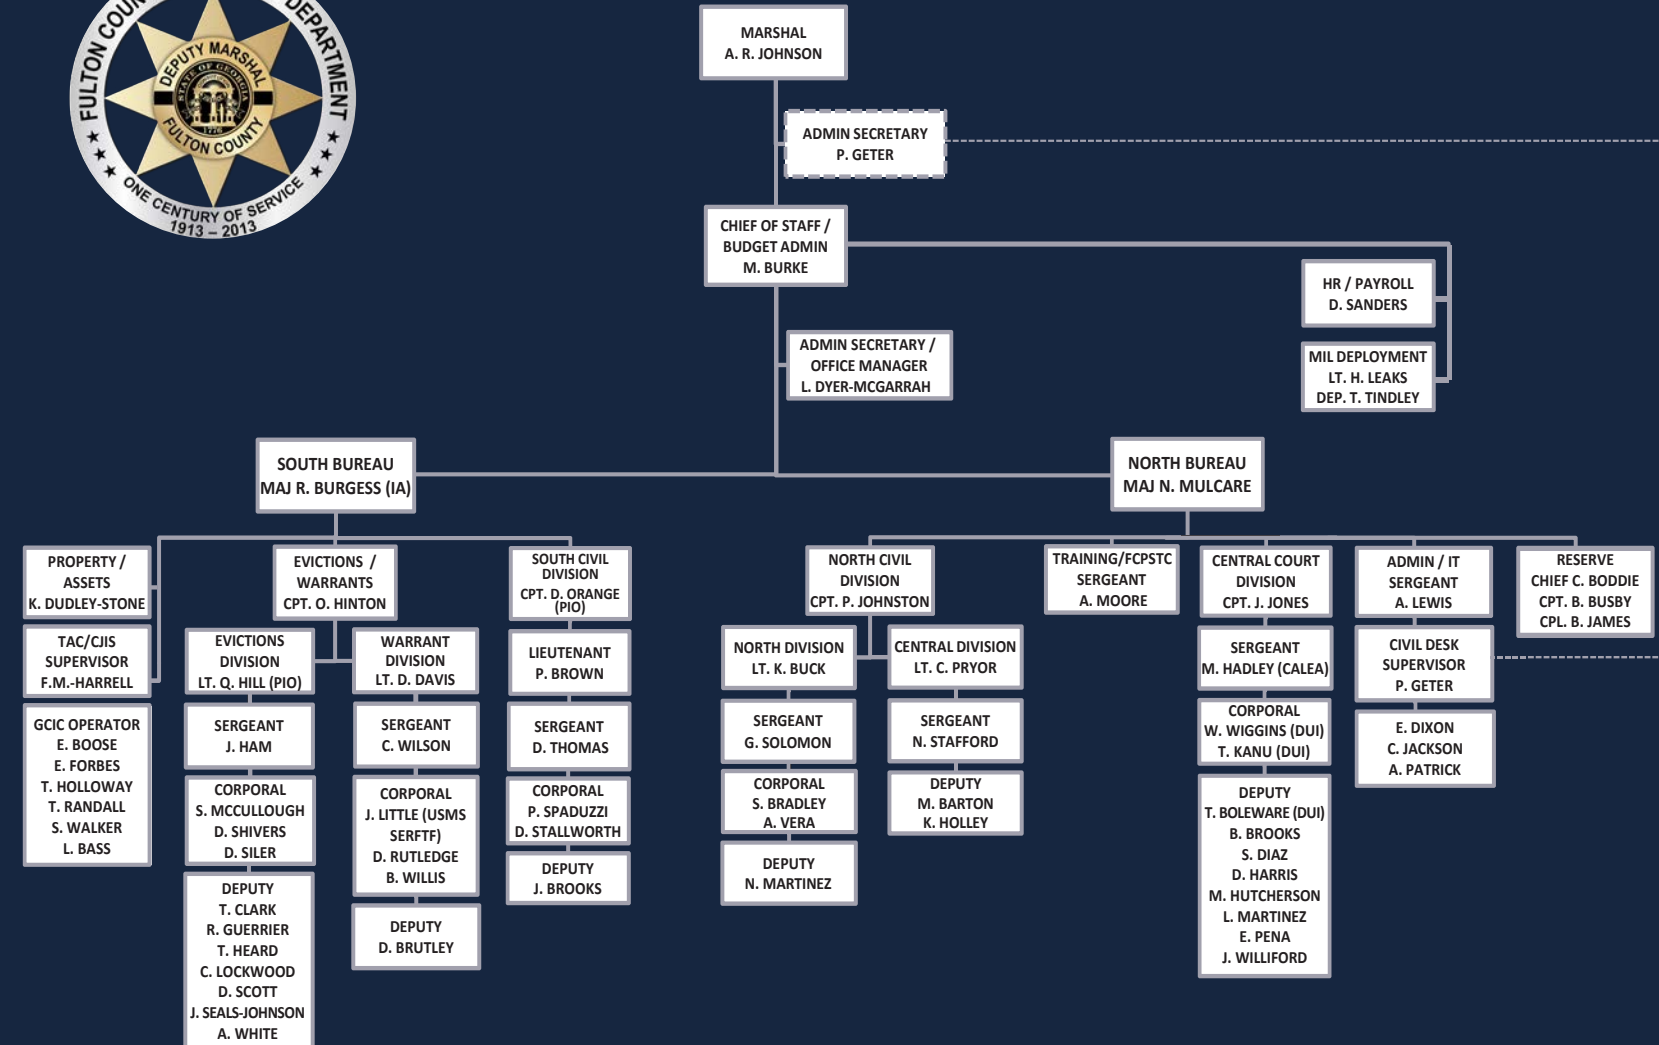 FULTON COUN
DEPARTMENT
DEPUTY MARSHAL
STATE OF GEORGIA
1776
FULTON COUNTY
ONE CENTURY OF SERVICE
1913 – 2013
MARSHAL
A. R. JOHNSON
ADMIN SECRETARY
P. GETER
CHIEF OF STAFF /
BUDGET ADMIN
M. BURKE
HR / PAYROLL
D. SANDERS
MIL DEPLOYMENT
LT. H. LEAKS
DEP. T. TINDLEY
ADMIN SECRETARY /
OFFICE MANAGER
L. DYER-MCGARRAH
SOUTH BUREAU
MAJ R. BURGESS (IA)
NORTH BUREAU
MAJ N. MULCARE
PROPERTY /
ASSETS
K. DUDLEY-STONE
TAC/CJIS
SUPERVISOR
F.M.-HARRELL
GCIC OPERATOR
E. BOOSE
E. FORBES
T. HOLLOWAY
T. RANDALL
S. WALKER
L. BASS
EVICTIONS /
WARRANTS
CPT. O. HINTON
EVICTIONS
DIVISION
LT. Q. HILL (PIO)
SERGEANT
J. HAM
CORPORAL
S. MCCULLOUGH
D. SHIVERS
D. SILER
DEPUTY
T. CLARK
R. GUERRIER
T. HEARD
C. LOCKWOOD
D. SCOTT
J. SEALS-JOHNSON
A. WHITE
WARRANT
DIVISION
LT. D. DAVIS
SERGEANT
C. WILSON
CORPORAL
J. LITTLE (USMS
SERFTF)
D. RUTLEDGE
B. WILLIS
DEPUTY
D. BRUTLEY
SOUTH CIVIL
DIVISION
CPT. D. ORANGE
(PIO)
LIEUTENANT
P. BROWN
SERGEANT
D. THOMAS
CORPORAL
P. SPADUZZI
D. STALLWORTH
DEPUTY
J. BROOKS
NORTH CIVIL
DIVISION
CPT. P. JOHNSTON
NORTH DIVISION
LT. K. BUCK
SERGEANT
G. SOLOMON
CORPORAL
S. BRADLEY
A. VERA
DEPUTY
N. MARTINEZ
CENTRAL DIVISION
LT. C. PRYOR
SERGEANT
N. STAFFORD
DEPUTY
M. BARTON
K. HOLLEY
TRAINING/FCPSTC
SERGEANT
A. MOORE
CENTRAL COURT
DIVISION
CPT. J. JONES
SERGEANT
M. HADLEY (CALEA)
CORPORAL
W. WIGGINS (DUI)
T. KANU (DUI)
DEPUTY
T. BOLEWARE (DUI)
B. BROOKS
S. DIAZ
D. HARRIS
M. HUTCHERSON
L. MARTINEZ
E. PENA
J. WILLIFORD
ADMIN / IT
SERGEANT
A. LEWIS
CIVIL DESK
SUPERVISOR
P. GETER
E. DIXON
C. JACKSON
A. PATRICK
RESERVE
CHIEF C. BODDIE
CPT. B. BUSBY
CPL. B. JAMES